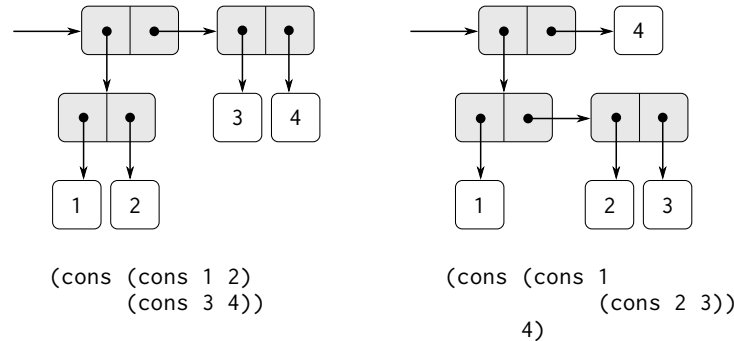 4
3 4
1 2
1 2 3
(cons (cons 1 2)
(cons 3 4))
(cons (cons 1
(cons 2 3))
4)